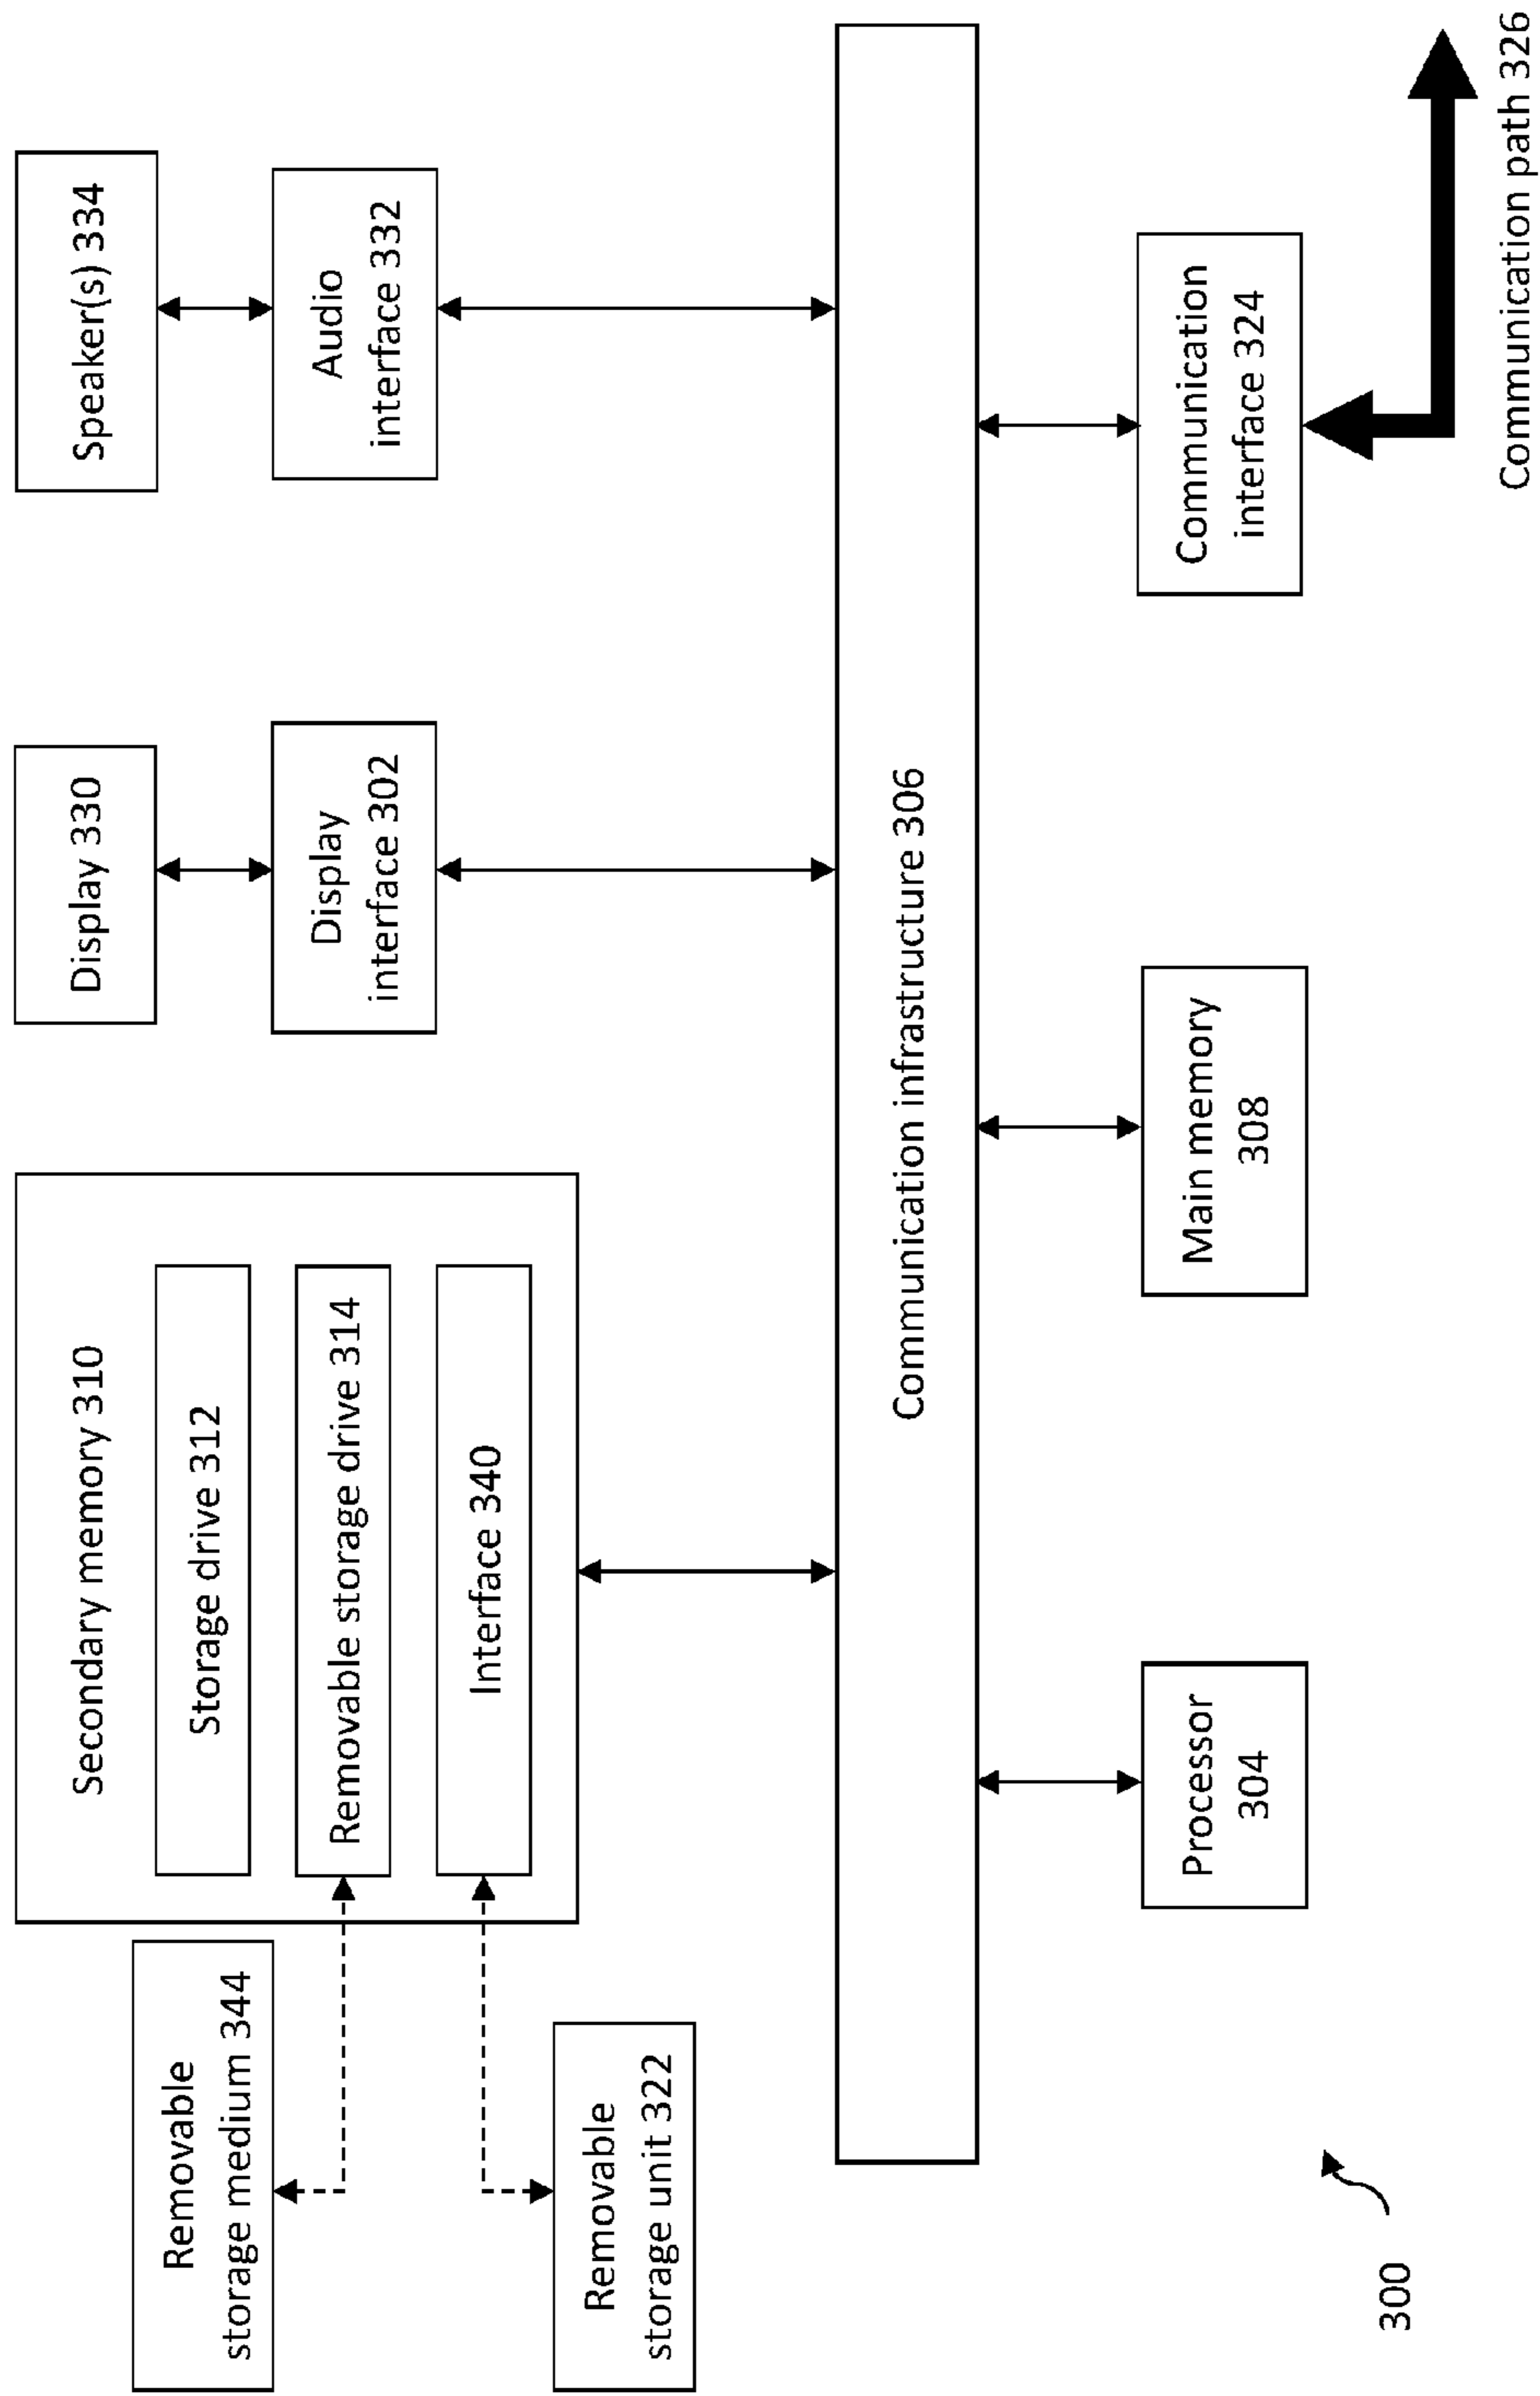 Removable
storage medium 344
Removable
storage unit 322
Secondary memory 310
Storage drive 312
Removable storage drive 314
Interface 340
Display 330
Display
interface 302
Speaker(s) 334
Audio
interface 332
Communication infrastructure 306
Processor
304
Main memory
308
Communication
interface 324
Communication path 326
300